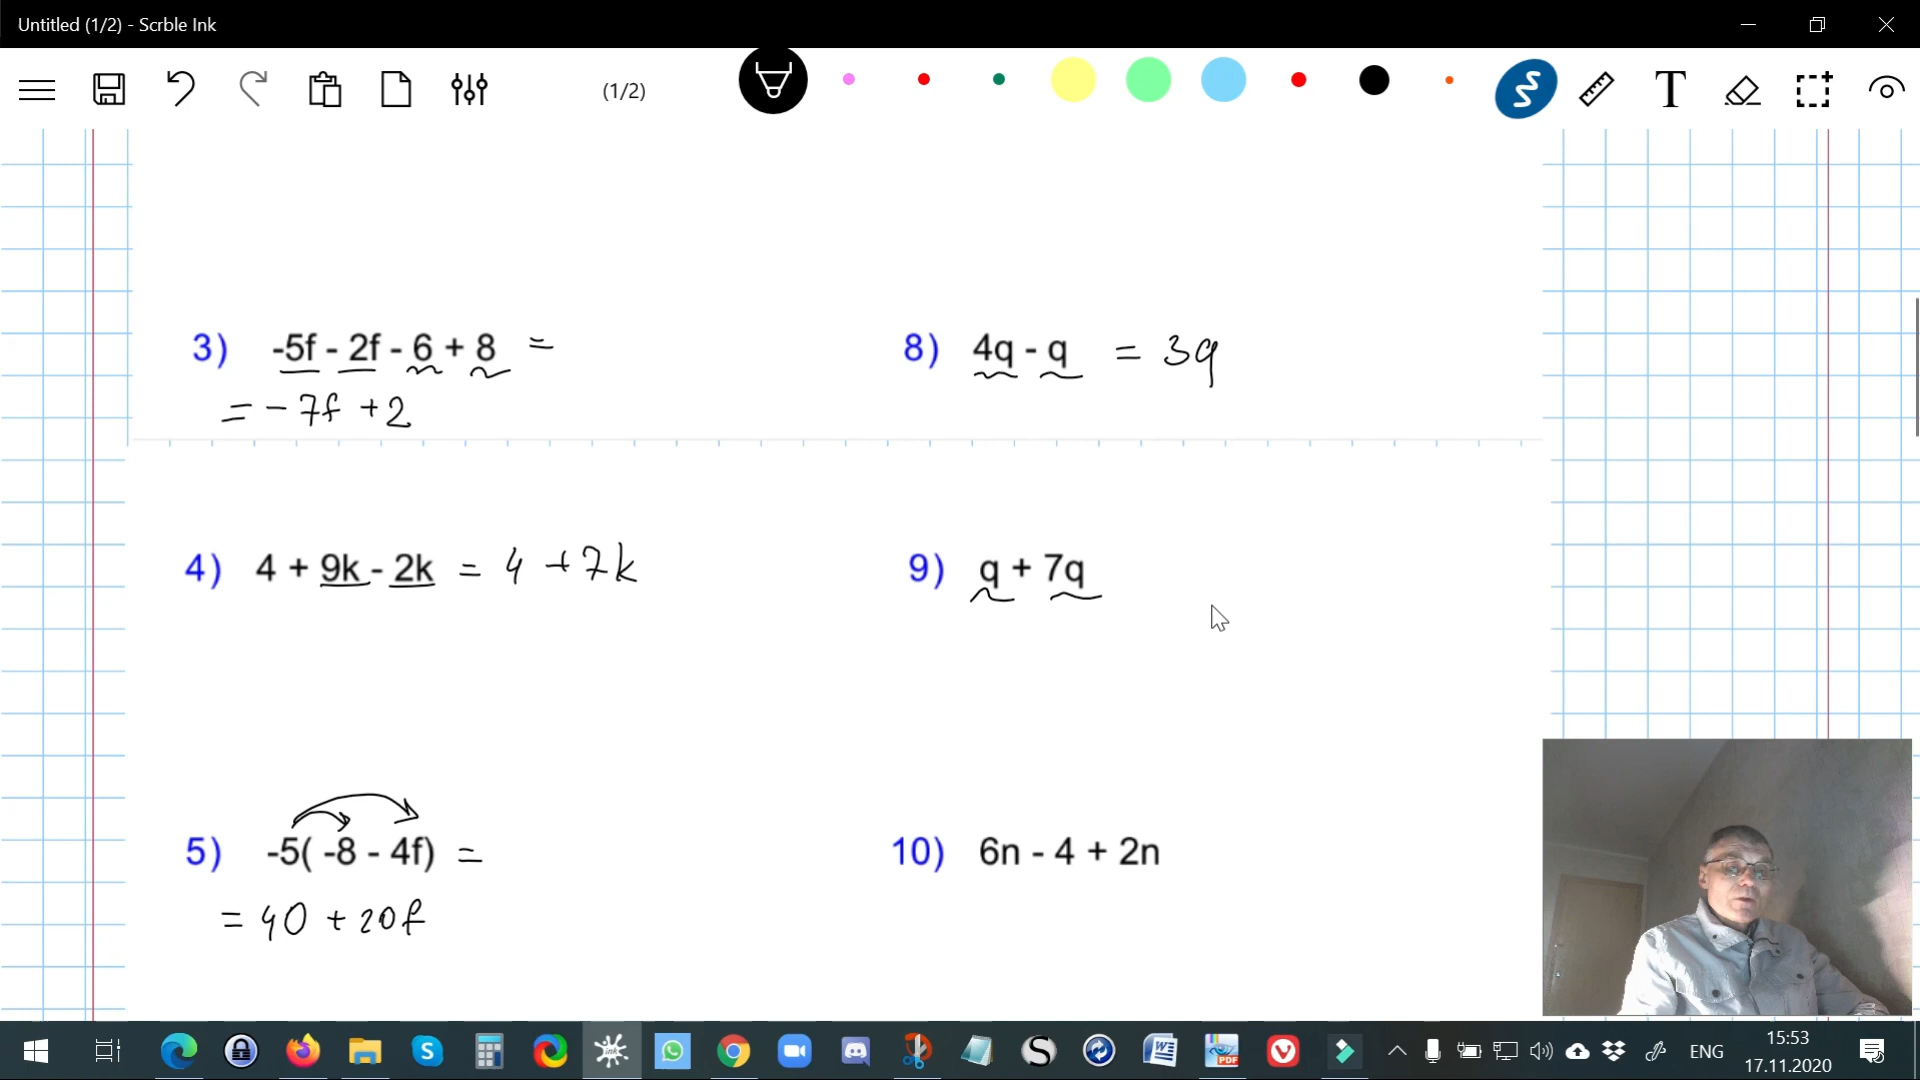 Untitled (1/2) - Scrble Ink
(1/2)
T
3) -5f - 2f - 6 + 8 =
= - 7f + 2
8) 4q - q = 3q
4) 4 + 9k - 2k = 4 + 7k
9) q + 7q
5) -5( -8 - 4f) =
= 40 + 20f
10) 6n - 4 + 2n
ENG
15:53
17.11.2020